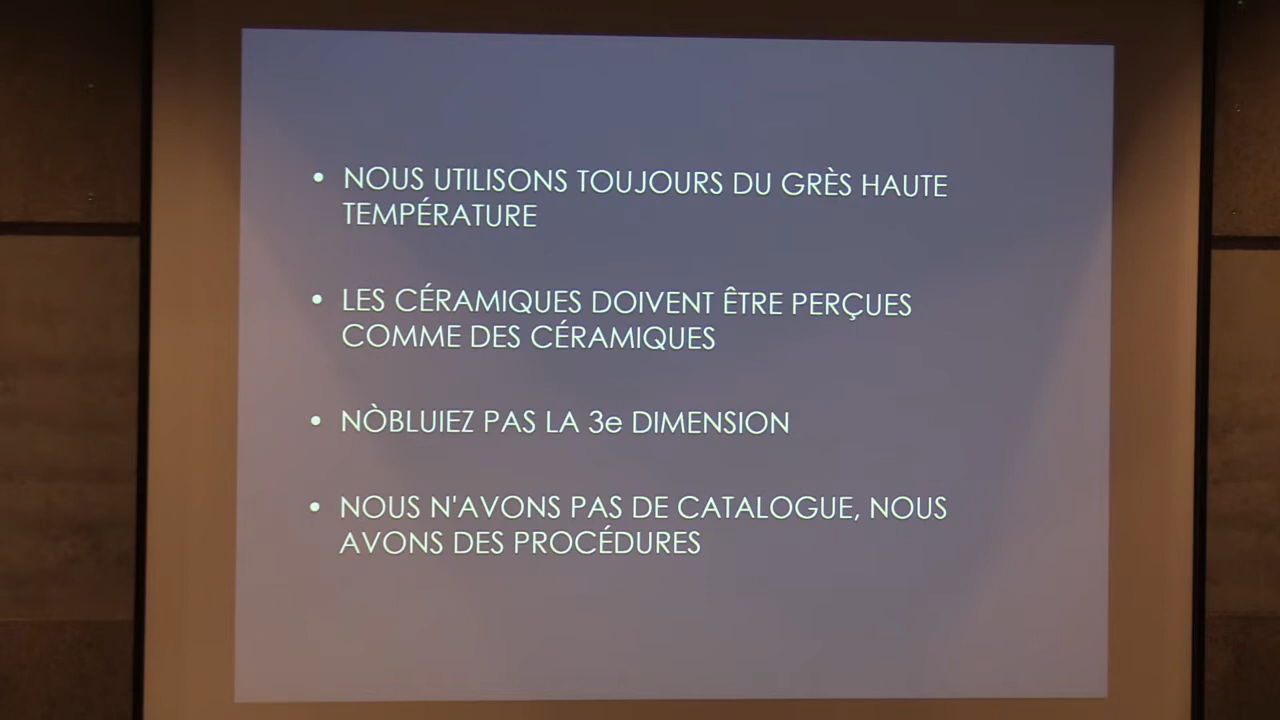 • NOUS UTILISONS TOUJOURS DU GRÈS HAUTE
TEMPÉRATURE
• LES CÉRAMIQUES DOIVENT ÊTRE PERÇUES
COMME DES CÉRAMIQUES
• NÒBLUIEZ PAS LA 3e DIMENSION
• NOUS N'AVONS PAS DE CATALOGUE, NOUS
AVONS DES PROCÉDURES